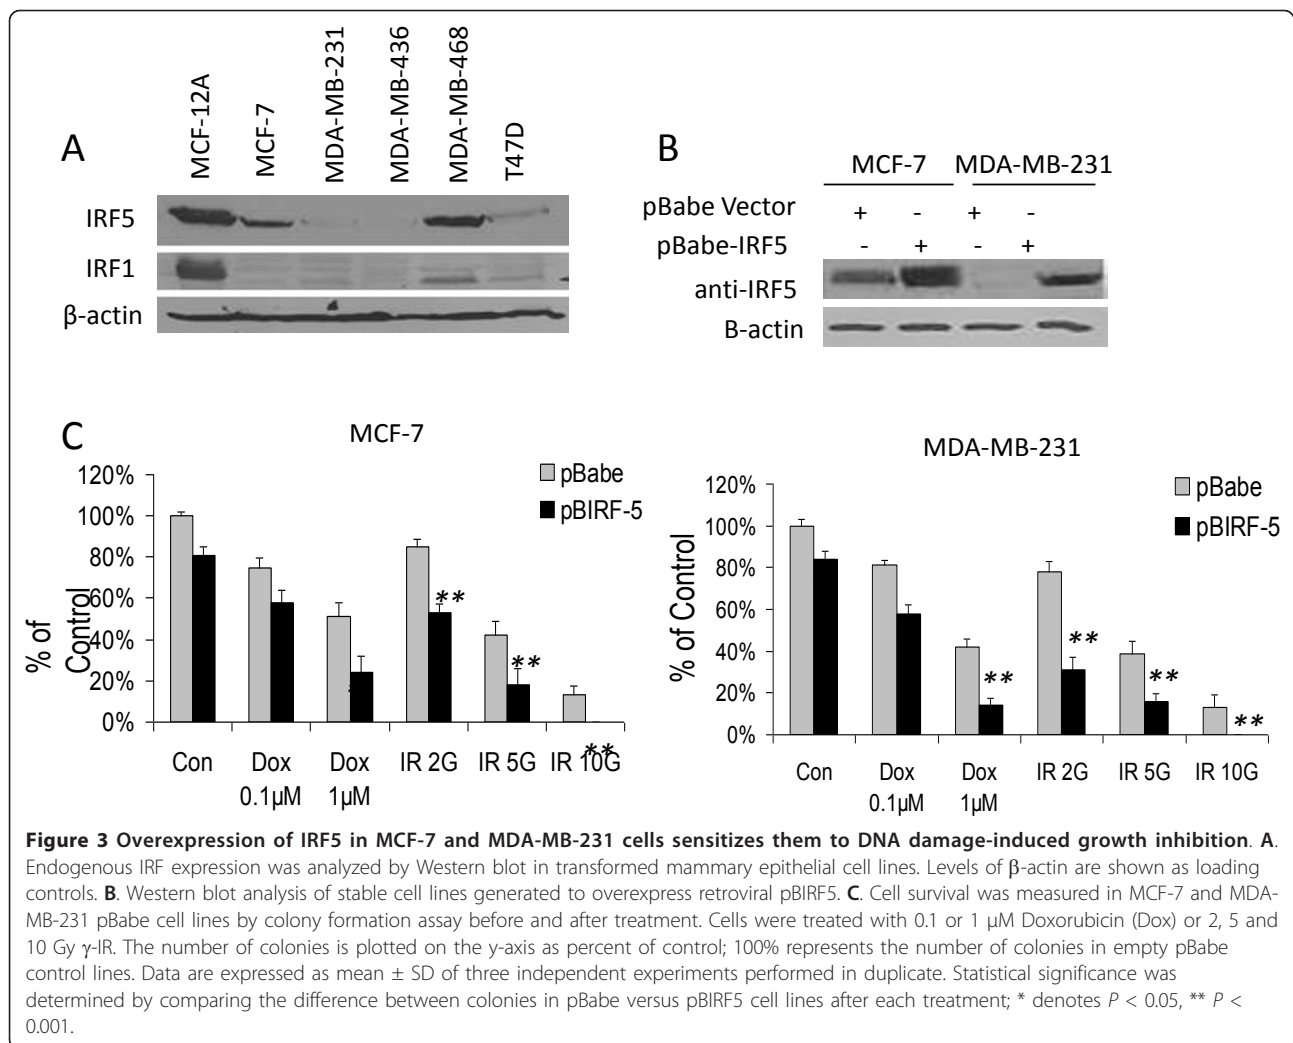 A
MCF-12A
MCF-7
MDA-MB-231
MDA-MB-436
MDA-MB-468
T47D
IRF5
IRF1
β-actin
B
MCF-7 MDA-MB-231
pBabe Vector + - + -
pBabe-IRF5 - + - +
anti-IRF5
B-actin
C
MCF-7
% of Control
120%
100%
80%
60%
40%
20%
0%
pBabe
pBIRF-5
**
**
**
Con Dox 0.1µM Dox 1µM IR 2G IR 5G IR 10G
MDA-MB-231
% of Control
120%
100%
80%
60%
40%
20%
0%
pBabe
pBIRF-5
**
**
**
**
Con Dox 0.1µM Dox 1µM IR 2G IR 5G IR 10G
Figure 3 Overexpression of IRF5 in MCF-7 and MDA-MB-231 cells sensitizes them to DNA damage-induced growth inhibition. A.
Endogenous IRF expression was analyzed by Western blot in transformed mammary epithelial cell lines. Levels of β-actin are shown as loading
controls. B. Western blot analysis of stable cell lines generated to overexpress retroviral pBIRF5. C. Cell survival was measured in MCF-7 and MDA-
MB-231 pBabe cell lines by colony formation assay before and after treatment. Cells were treated with 0.1 or 1 µM Doxorubicin (Dox) or 2, 5 and
10 Gy γ-IR. The number of colonies is plotted on the y-axis as percent of control; 100% represents the number of colonies in empty pBabe
control lines. Data are expressed as mean ± SD of three independent experiments performed in duplicate. Statistical significance was
determined by comparing the difference between colonies in pBabe versus pBIRF5 cell lines after each treatment; * denotes P < 0.05, ** P <
0.001.